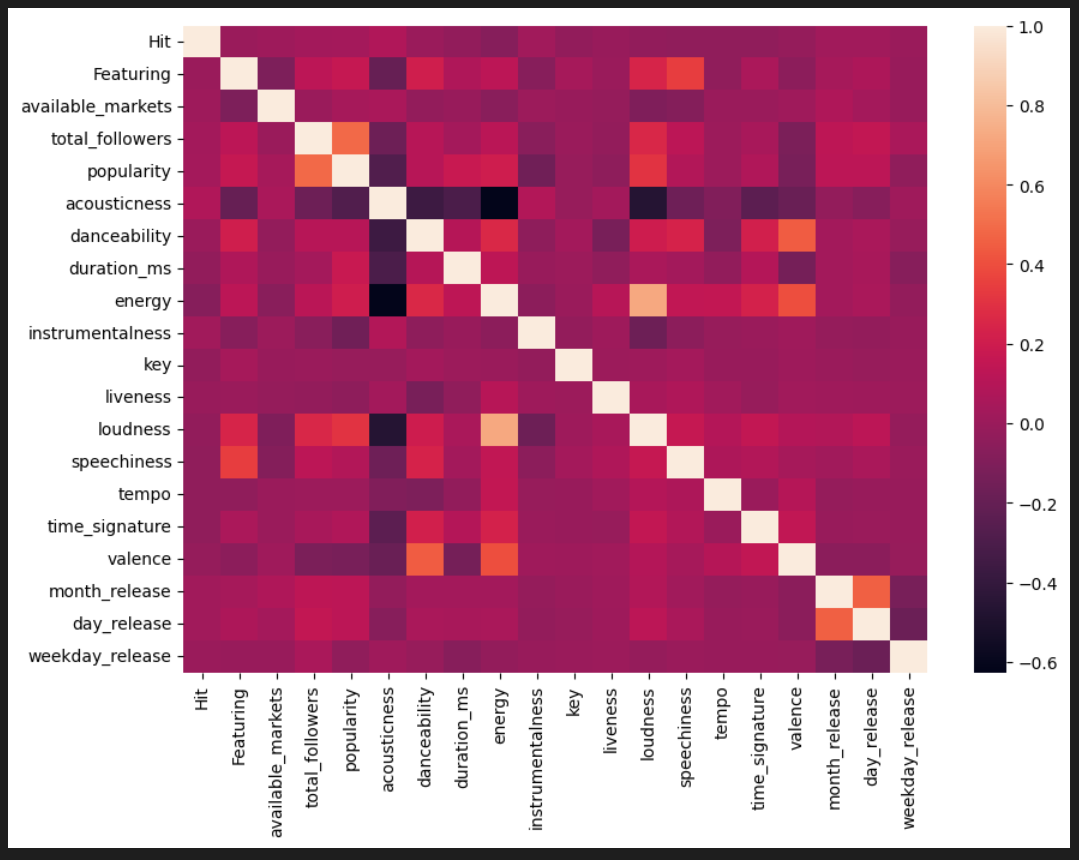 Hit
Featuring
available_markets
total_followers
popularity
acousticness
danceability
duration_ms
energy
instrumentalness
key
liveness
loudness
speechiness
tempo
time_signature
valence
month_release
day_release
weekday_release
Hit
Featuring
available_markets
total_followers
popularity
acousticness
danceability
duration_ms
energy
instrumentalness
key
liveness
loudness
speechiness
tempo
time_signature
valence
month_release
day_release
weekday_release
1.0
0.8
0.6
0.4
0.2
0.0
−0.2
−0.4
−0.6